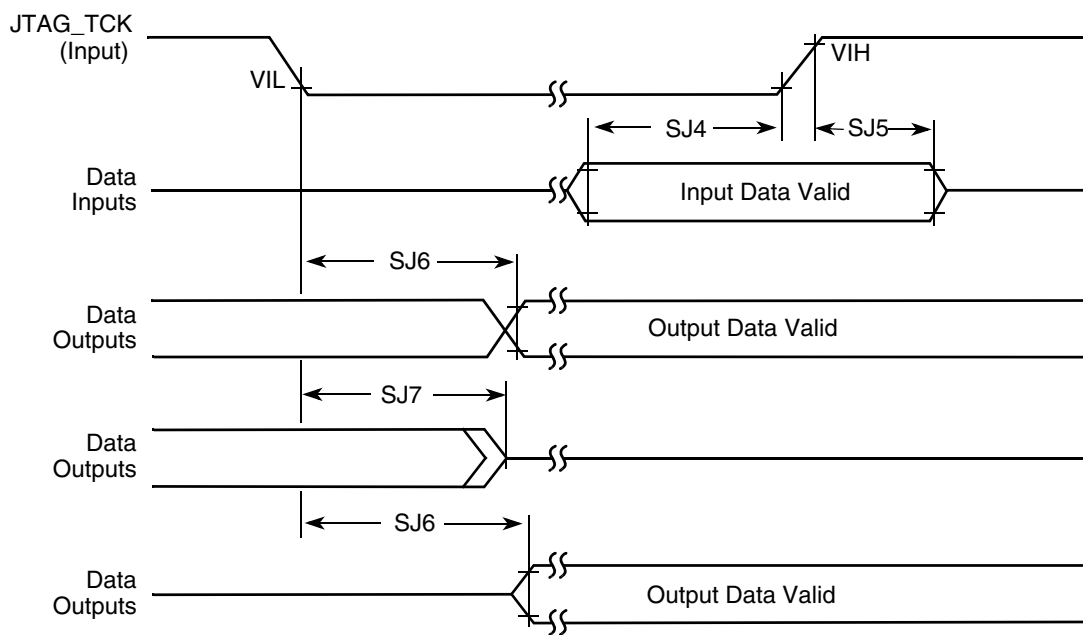 JTAG_TCK
(Input)
VIL
VIH
SJ4
SJ5
Data
Inputs
Input Data Valid
SJ6
Data
Outputs
Output Data Valid
SJ7
Data
Outputs
SJ6
Data
Outputs
Output Data Valid